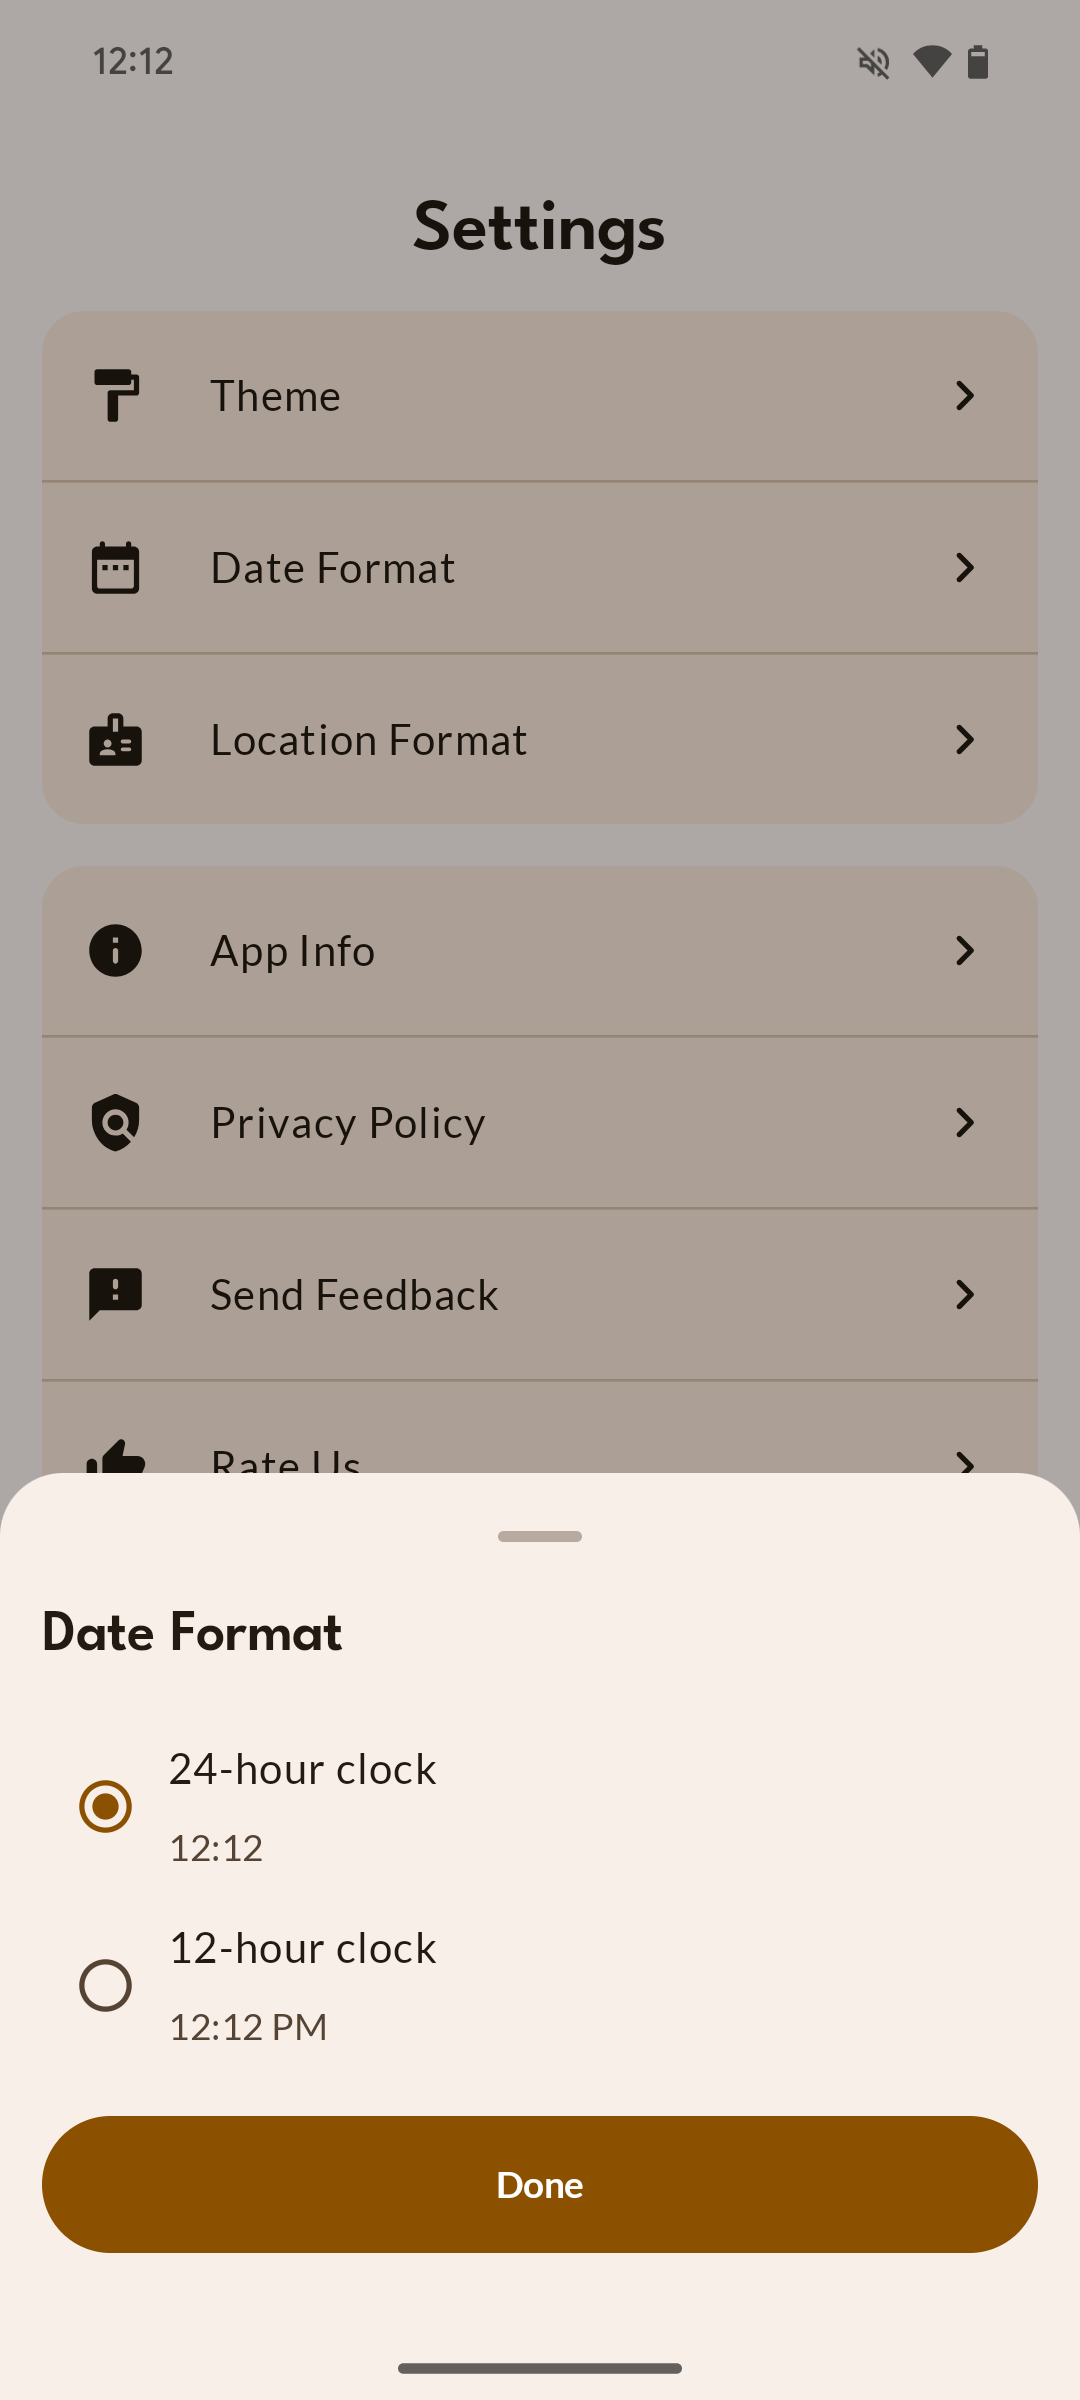 12:12
Settings
Theme
Date Format
Location Format
App Info
Privacy Policy
Send Feedback
Rate Us
Date Format
24-hour clock
12:12
12-hour clock
12:12 PM
Done